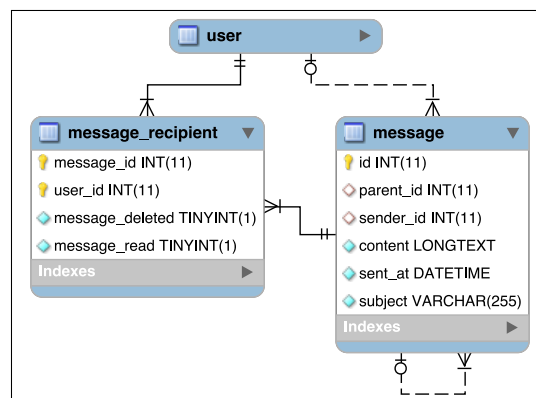 user
message_recipient
message_id INT(11)
user_id INT(11)
message_deleted TINYINT(1)
message_read TINYINT(1)
Indexes
message
id INT(11)
parent_id INT(11)
sender_id INT(11)
content LONGTEXT
sent_at DATETIME
subject VARCHAR(255)
Indexes